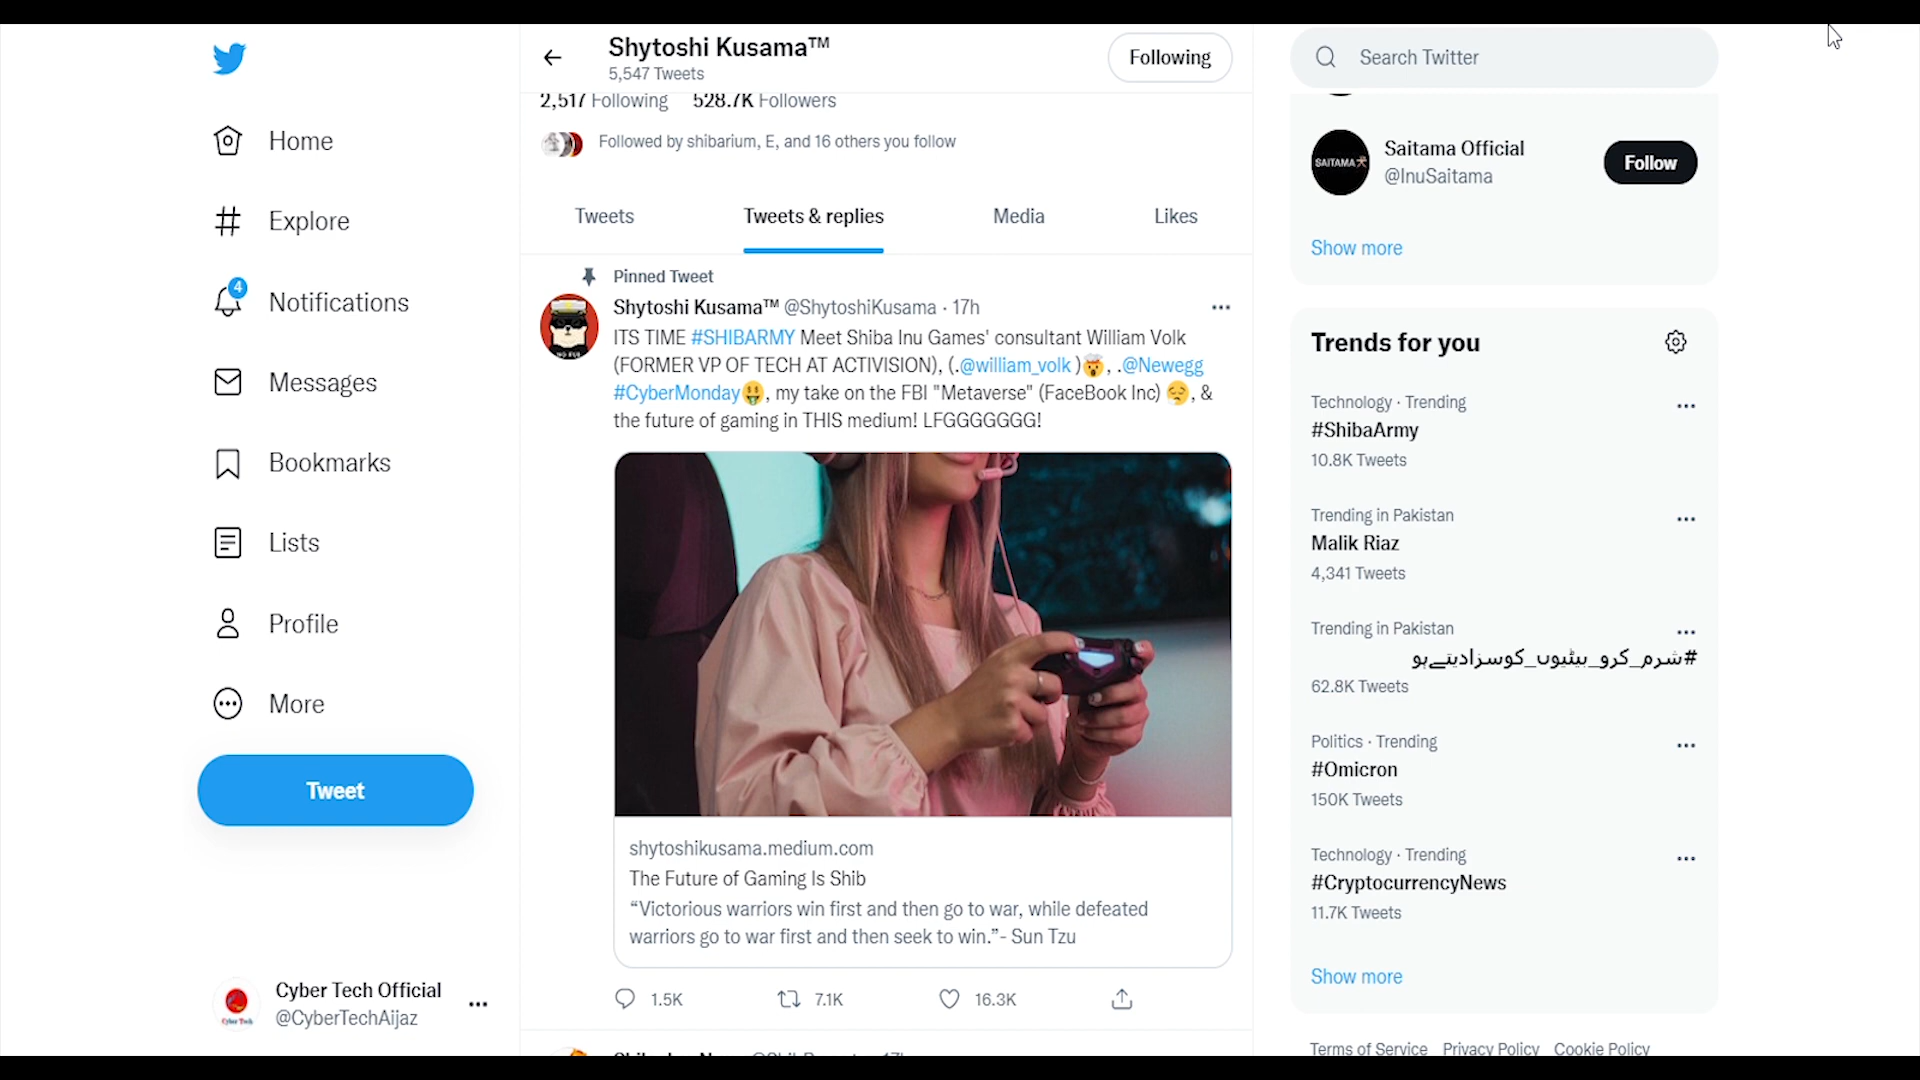 Home
Explore
4
Notifications
Messages
Bookmarks
Lists
Profile
More
Tweet
Cyber Tech Official
@CyberTechAijaz
Shytoshi Kusama™
5,547 Tweets
Following
2,517 Following 528.7K Followers
Followed by shibarium, E, and 16 others you follow
Tweets Tweets & replies Media Likes
Pinned Tweet
Shytoshi Kusama™ @ShytoshiKusama · 17h
ITS TIME #SHIBARMY Meet Shiba Inu Games' consultant William Volk
(FORMER VP OF TECH AT ACTIVISION), (.@william_volk )🤯, .@Newegg
#CyberMonday🤑, my take on the FBI "Metaverse" (FaceBook Inc) 😥, &
the future of gaming in THIS medium! LFGGGGGGG!
shytoshikusama.medium.com
The Future of Gaming Is Shib
“Victorious warriors win first and then go to war, while defeated
warriors go to war first and then seek to win.”- Sun Tzu
1.5K 7.1K 16.3K
Search Twitter
SAITAMA
Saitama Official
@InuSaitama
Follow
Show more
Trends for you
Technology · Trending
#ShibaArmy
10.8K Tweets
Trending in Pakistan
Malik Riaz
4,341 Tweets
Trending in Pakistan
#شرم_کرو_بیٹیوں_کوسزادیتےہو
62.8K Tweets
Politics · Trending
#Omicron
150K Tweets
Technology · Trending
#CryptocurrencyNews
11.7K Tweets
Show more
Terms of Service Privacy Policy Cookie Policy